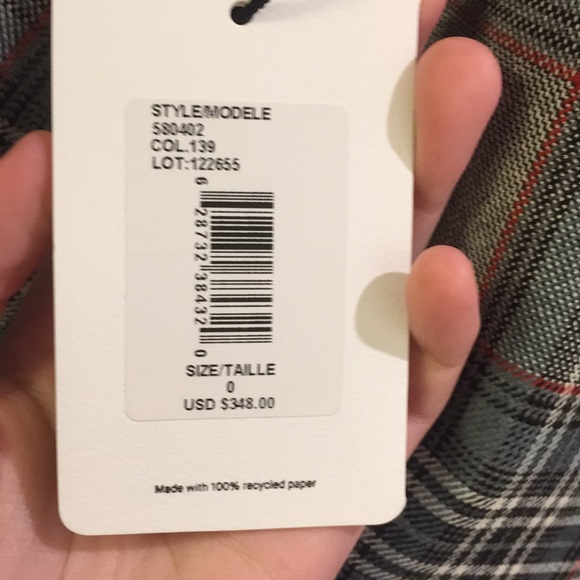 STYLE/MODELE
580402
COL.139
LOT:122655
6 28732 38432 0
SIZE/TAILLE
0
USD $348.00
Made with 100% recycled paper